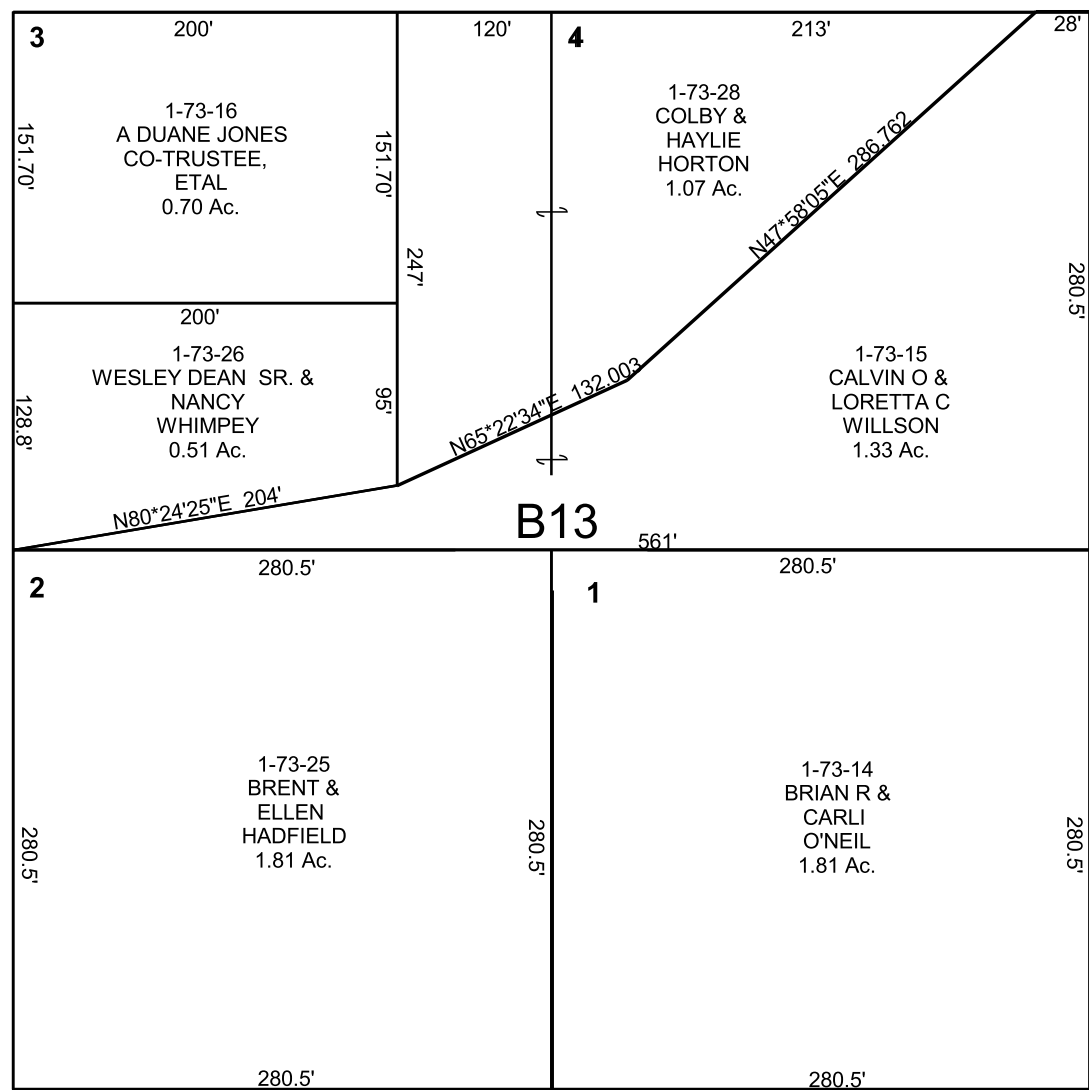 3
200'
120'
4
213'
28'
1-73-16
A DUANE JONES
CO-TRUSTEE,
ETAL
0.70 Ac.
151.70'
151.70'
1-73-28
COLBY &
HAYLIE
HORTON
1.07 Ac.
N47*58'05"E 286.762
247'
280.5'
200'
1-73-26
WESLEY DEAN SR. &
NANCY
WHIMPEY
0.51 Ac.
128.8'
95'
N65*22'34"E 132.003
1-73-15
CALVIN O &
LORETTA C
WILLSON
1.33 Ac.
N80*24'25"E 204'
B13
561'
2
280.5'
1
280.5'
1-73-25
BRENT &
ELLEN
HADFIELD
1.81 Ac.
280.5'
280.5'
1-73-14
BRIAN R &
CARLI
O'NEIL
1.81 Ac.
280.5'
280.5'
280.5'